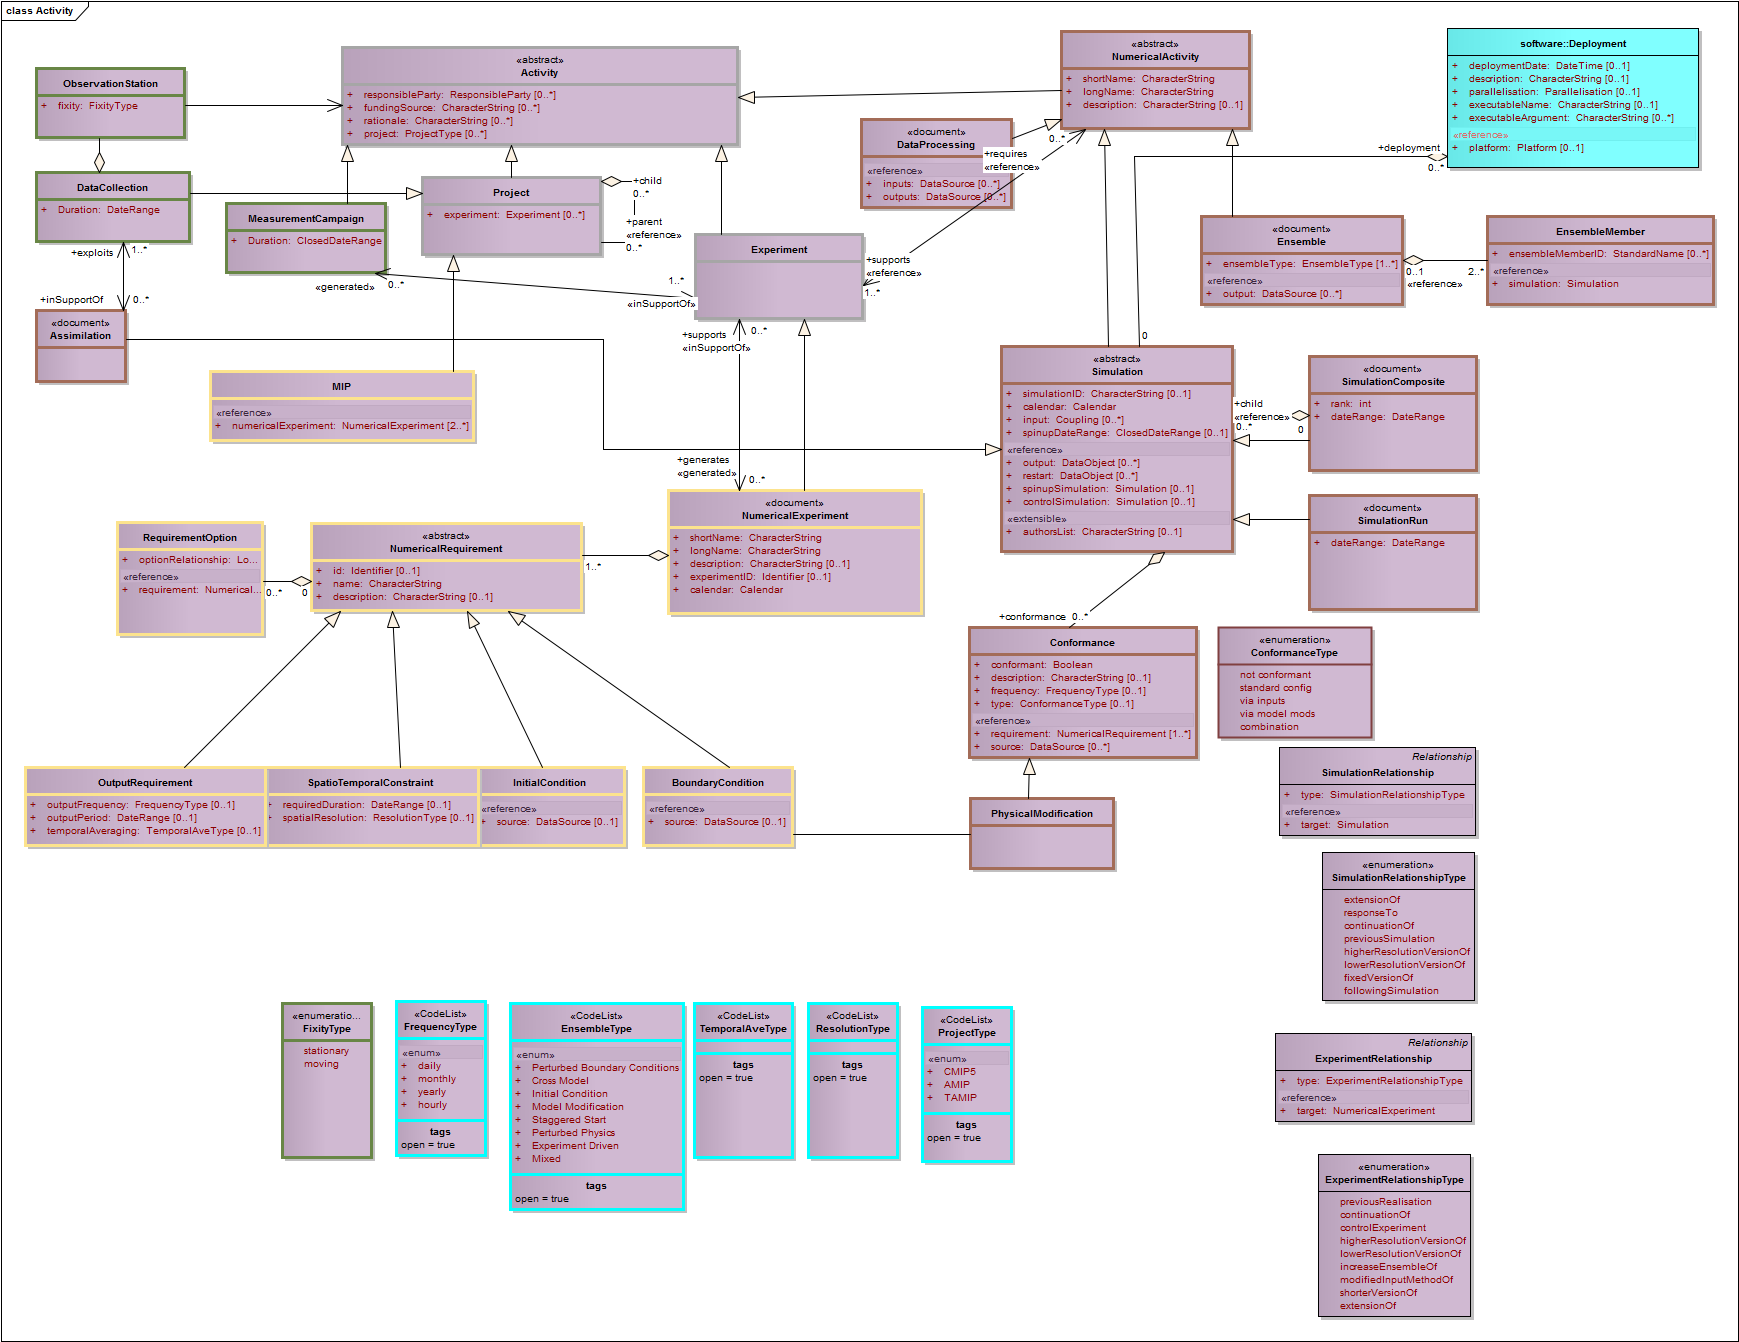 class Activity
ObservationStation
+ fixity: FixityType
DataCollection
+ Duration: DateRange
+exploits 1..*
+inSupportOf 0..*
«document»
Assimilation
«abstract»
Activity
+ responsibleParty: ResponsibleParty [0..*]
+ fundingSource: CharacterString [0..*]
+ rationale: CharacterString [0..*]
+ project: ProjectType [0..*]
MeasurementCampaign
+ Duration: ClosedDateRange
«generated» 0..*
Project
+ experiment: Experiment [0..*]
+child
0..*
+parent
«reference»
0..*
Experiment
1..*
«inSupportOf»
+supports 0..*
«inSupportOf»
+generates
«generated» 0..*
«abstract»
NumericalActivity
+ shortName: CharacterString
+ longName: CharacterString
+ description: CharacterString [0..1]
«document»
DataProcessing
«reference»
+ inputs: DataSource [0..*]
+ outputs: DataSource [0..*]
+requires
«reference»
0..*
+supports
«reference»
1..*
software::Deployment
+ deploymentDate: DateTime [0..1]
+ description: CharacterString [0..1]
+ parallelisation: Parallelisation [0..1]
+ executableName: CharacterString [0..1]
+ executableArgument: CharacterString [0..*]
«reference»
+ platform: Platform [0..1]
+deployment
0..*
0
«document»
Ensemble
+ ensembleType: EnsembleType [1..*]
«reference»
+ output: DataSource [0..*]
0..1
«reference»
2..*
EnsembleMember
+ ensembleMemberID: StandardName [0..*]
«reference»
+ simulation: Simulation
MIP
«reference»
+ numericalExperiment: NumericalExperiment [2..*]
«abstract»
Simulation
+ simulationID: CharacterString [0..1]
+ calendar: Calendar
+ input: Coupling [0..*]
+ spinupDateRange: ClosedDateRange [0..1]
«reference»
+ output: DataObject [0..*]
+ restart: DataObject [0..*]
+ spinupSimulation: Simulation [0..1]
+ controlSimulation: Simulation [0..1]
«extensible»
+ authorsList: CharacterString [0..1]
+child
«reference»
0..*
0
«document»
SimulationComposite
+ rank: int
+ dateRange: DateRange
«document»
SimulationRun
+ dateRange: DateRange
RequirementOption
+ optionRelationship: Lo...
«reference»
+ requirement: Numerical...
0..*
0
«abstract»
NumericalRequirement
+ id: Identifier [0..1]
+ name: CharacterString
+ description: CharacterString [0..1]
1..*
«document»
NumericalExperiment
+ shortName: CharacterString
+ longName: CharacterString
+ description: CharacterString [0..1]
+ experimentID: Identifier [0..1]
+ calendar: Calendar
+conformance 0..*
Conformance
+ conformant: Boolean
+ description: CharacterString [0..1]
+ frequency: FrequencyType [0..1]
+ type: ConformanceType [0..1]
«reference»
+ requirement: NumericalRequirement [1..*]
+ source: DataSource [0..*]
«enumeration»
ConformanceType
not conformant
standard config
via inputs
via model mods
combination
OutputRequirement
+ outputFrequency: FrequencyType [0..1]
+ outputPeriod: DateRange [0..1]
+ temporalAveraging: TemporalAveType [0..1]
SpatioTemporalConstraint
+ requiredDuration: DateRange [0..1]
+ spatialResolution: ResolutionType [0..1]
InitialCondition
«reference»
+ source: DataSource [0..1]
BoundaryCondition
«reference»
+ source: DataSource [0..1]
PhysicalModification
Relationship
SimulationRelationship
+ type: SimulationRelationshipType
«reference»
+ target: Simulation
«enumeration»
SimulationRelationshipType
extensionOf
responseTo
continuationOf
previousSimulation
higherResolutionVersionOf
lowerResolutionVersionOf
fixedVersionOf
followingSimulation
«enumeratio...
FixityType
stationary
moving
«CodeList»
FrequencyType
«enum»
+ daily
+ monthly
+ yearly
+ hourly
tags
open = true
«CodeList»
EnsembleType
«enum»
+ Perturbed Boundary Conditions
+ Cross Model
+ Initial Condition
+ Model Modification
+ Staggered Start
+ Perturbed Physics
+ Experiment Driven
+ Mixed
tags
open = true
«CodeList»
TemporalAveType
tags
open = true
«CodeList»
ResolutionType
tags
open = true
«CodeList»
ProjectType
«enum»
+ CMIP5
+ AMIP
+ TAMIP
tags
open = true
Relationship
ExperimentRelationship
+ type: ExperimentRelationshipType
«reference»
+ target: NumericalExperiment
«enumeration»
ExperimentRelationshipType
previousRealisation
continuationOf
controlExperiment
higherResolutionVersionOf
lowerResolutionVersionOf
increaseEnsembleOf
modifiedInputMethodOf
shorterVersionOf
extensionOf